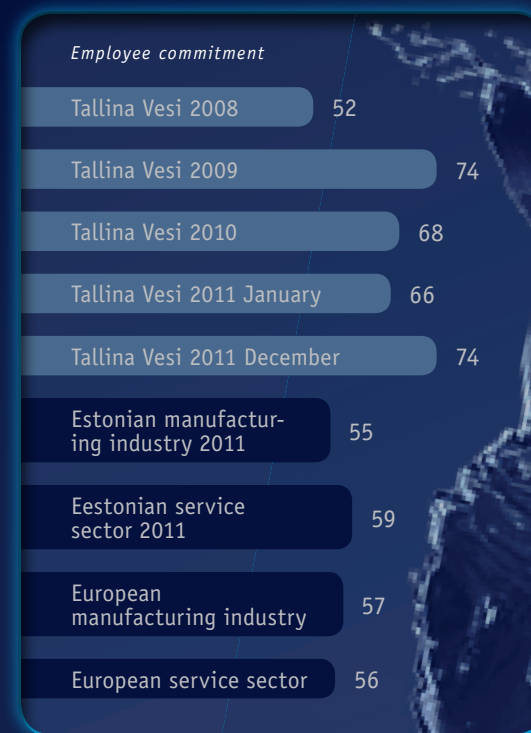 Employee commitment
Tallina Vesi 2008 52
Tallina Vesi 2009 74
Tallina Vesi 2010 68
Tallina Vesi 2011 January 66
Tallina Vesi 2011 December 74
Estonian manufactur-
ing industry 2011 55
Eestonian service
sector 2011 59
European
manufacturing industry 57
European service sector 56